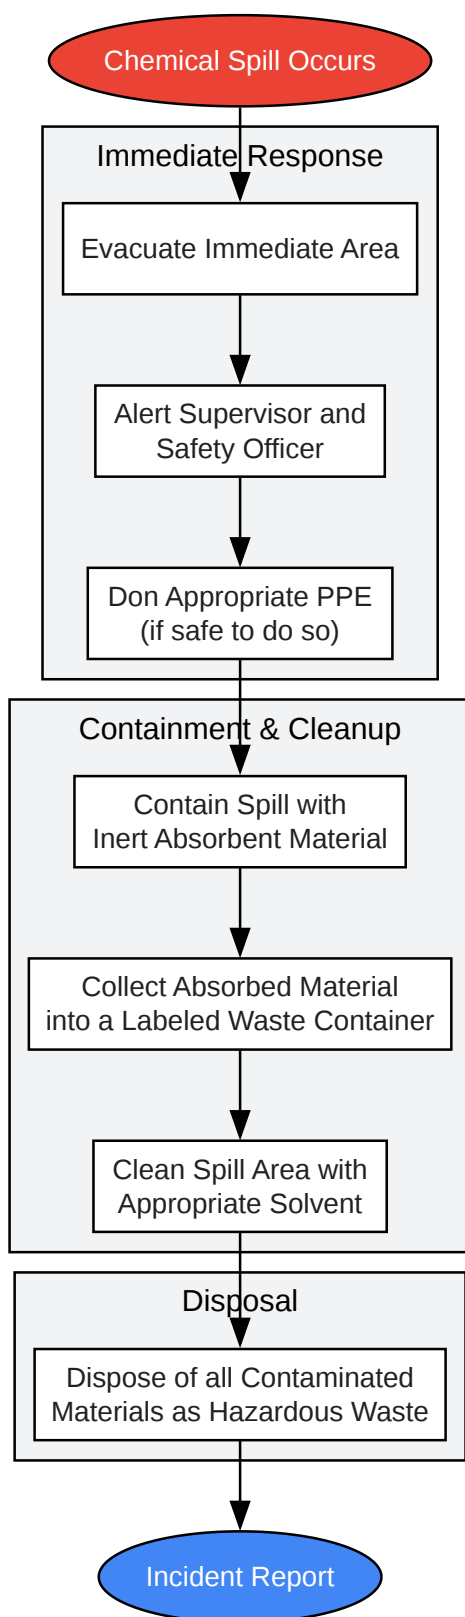 Chemical Spill Occurs
Immediate Response
Evacuate Immediate Area
Alert Supervisor and
Safety Officer
Don Appropriate PPE
(if safe to do so)
Containment & Cleanup
Contain Spill with
Inert Absorbent Material
Collect Absorbed Material
into a Labeled Waste Container
Clean Spill Area with
Appropriate Solvent
Disposal
Dispose of all Contaminated
Materials as Hazardous Waste
Incident Report